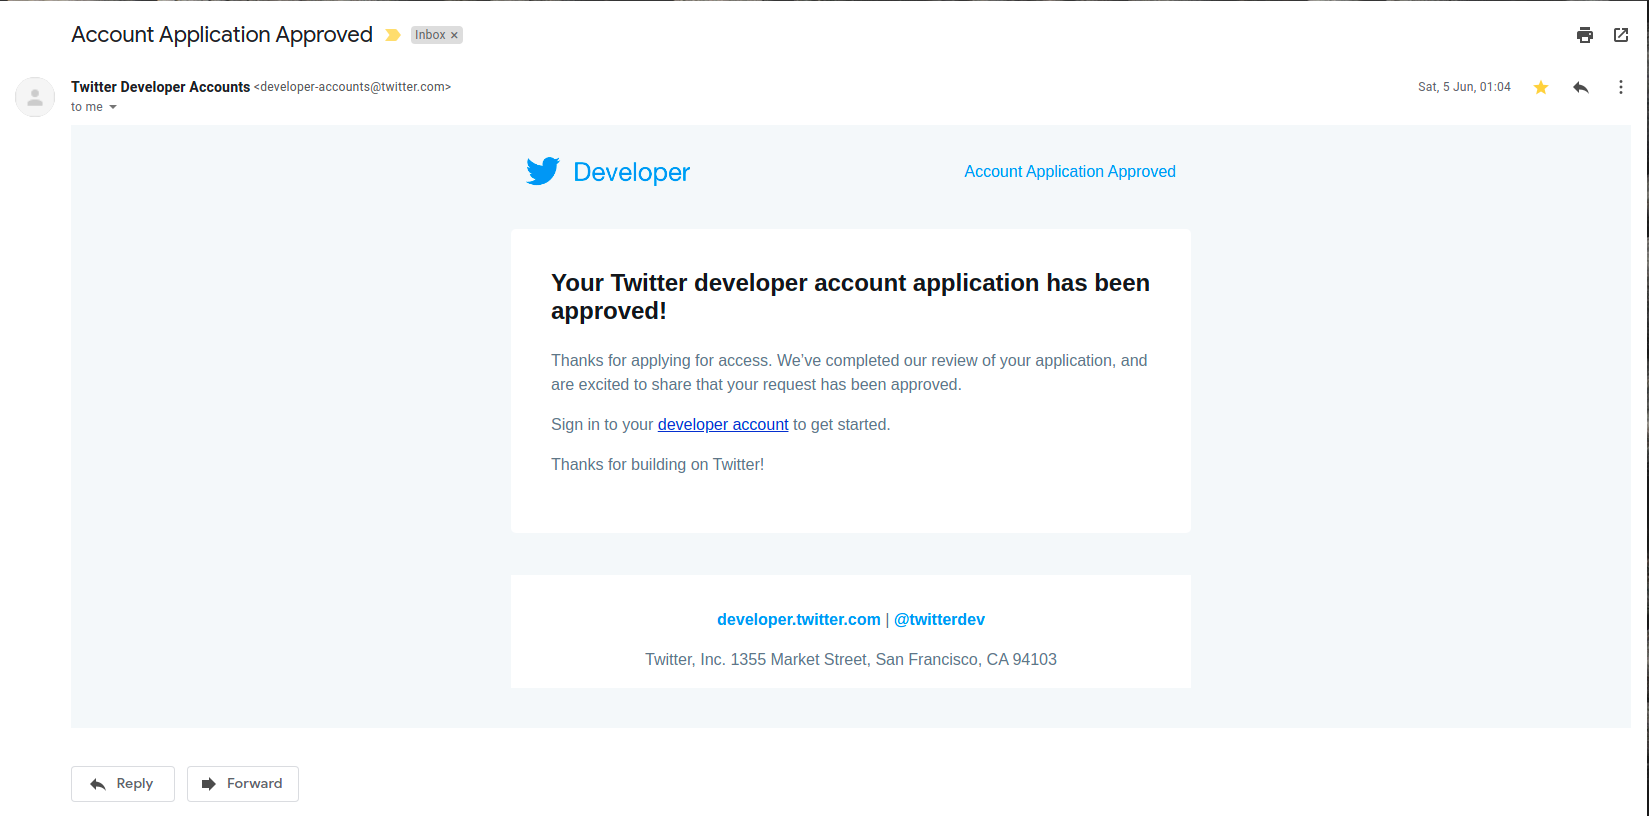 Account Application Approved Inbox ×
Twitter Developer Accounts <developer-accounts@twitter.com> Sat, 5 Jun, 01:04
to me
Developer Account Application Approved
Your Twitter developer account application has been
approved!
Thanks for applying for access. We’ve completed our review of your application, and
are excited to share that your request has been approved.
Sign in to your developer account to get started.
Thanks for building on Twitter!
developer.twitter.com | @twitterdev
Twitter, Inc. 1355 Market Street, San Francisco, CA 94103
Reply Forward